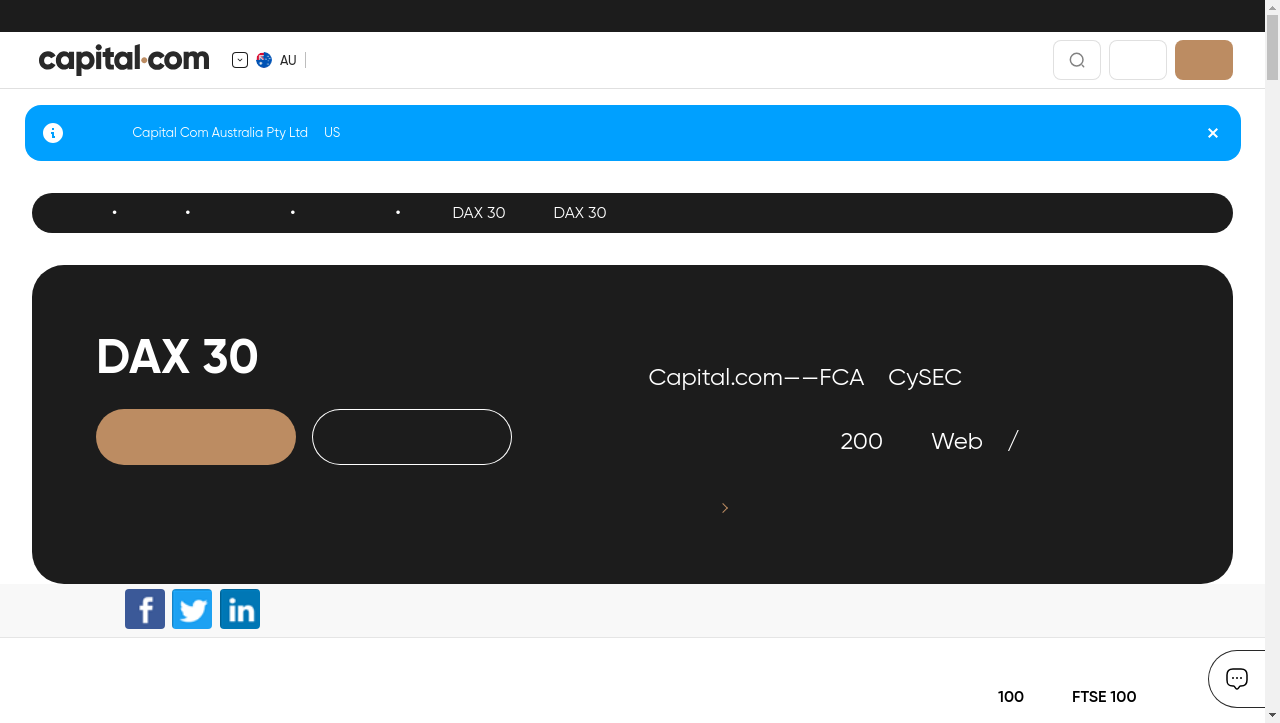 capital.com AU
Capital Com Australia Pty Ltd US
• • • • DAX 30 DAX 30
DAX 30
Capital.com——FCA CySEC
200 Web /
100 FTSE 100